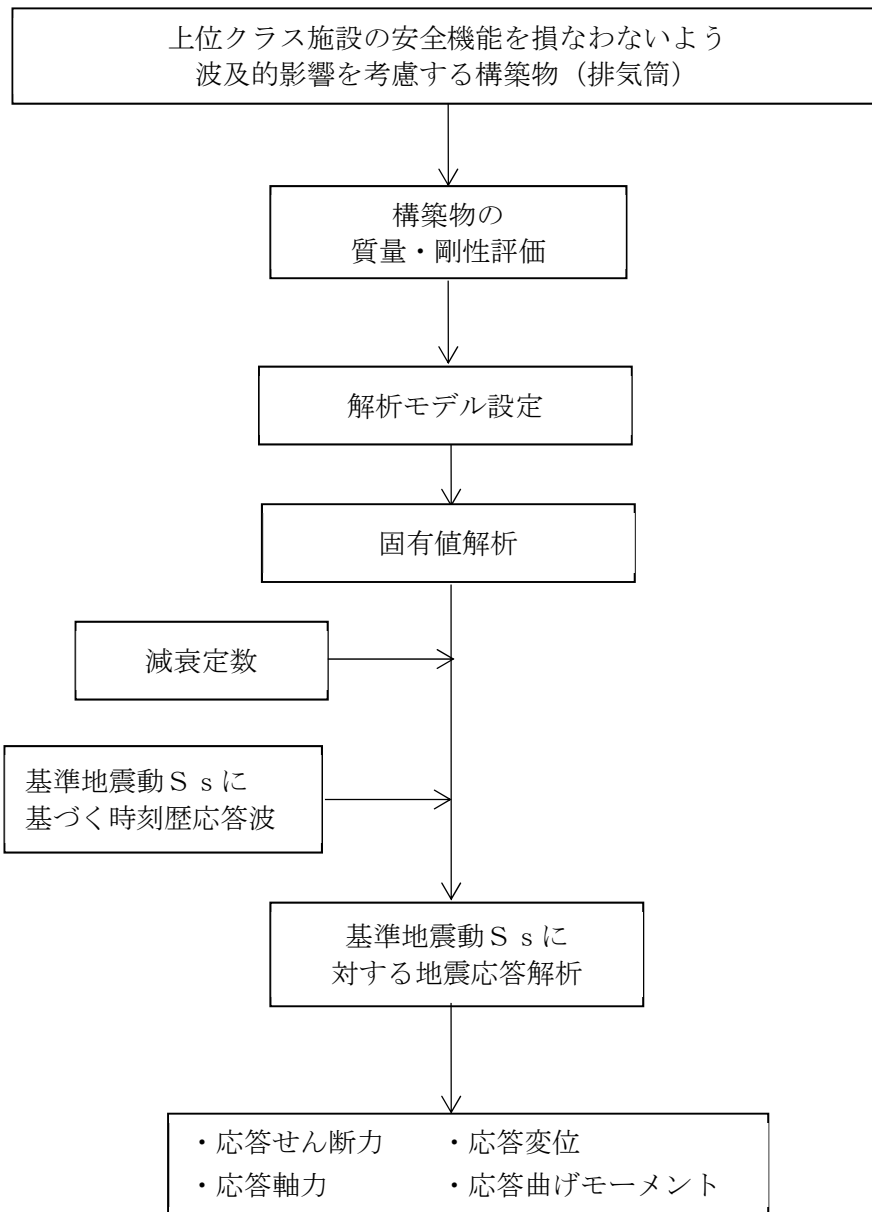 上位クラス施設の安全機能を損なわないよう
波及的影響を考慮する構築物（排気筒）
構築物の
質量・剛性評価
解析モデル設定
固有値解析
減衰定数
基準地震動Ｓｓに
基づく時刻歴応答波
基準地震動Ｓｓに
対する地震応答解析
・応答せん断力　　・応答変位
・応答軸力　　　　・応答曲げモーメント